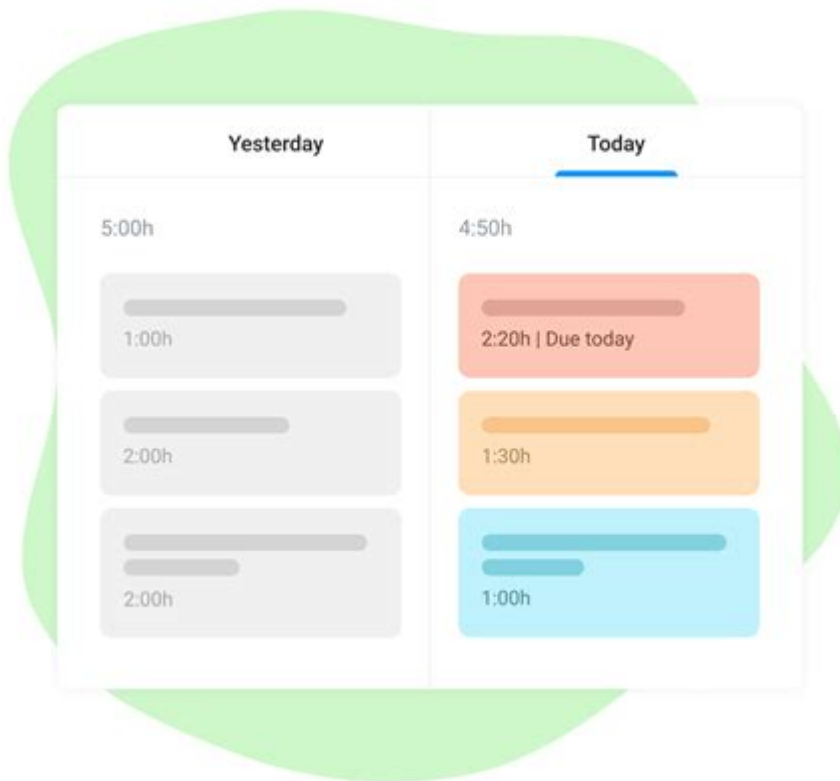 Yesterday
Today
5:00h
1:00h
2:00h
2:00h
4:50h
2:20h | Due today
1:30h
1:00h